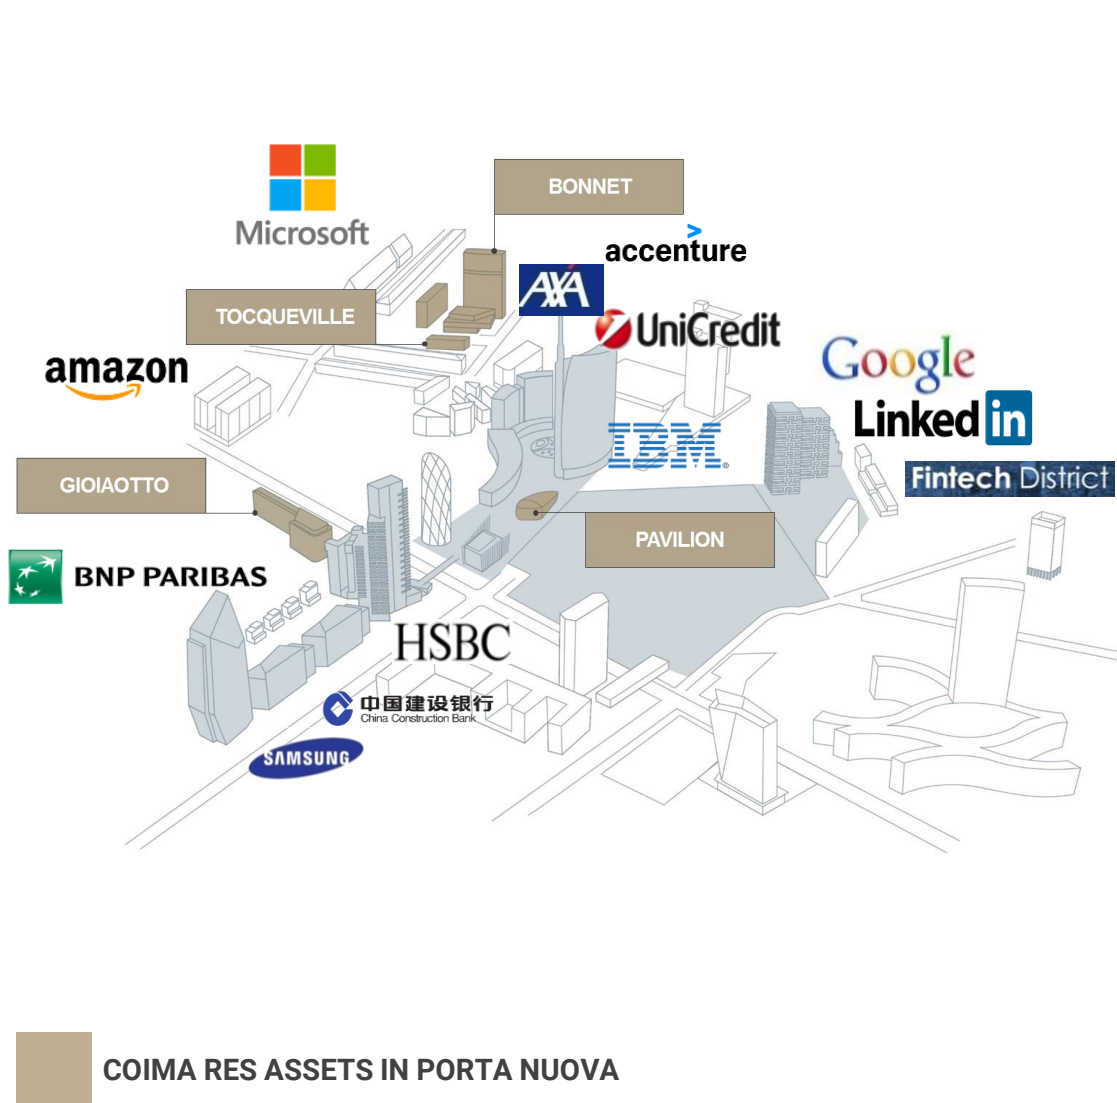 Microsoft
BONNET
accenture
AXA
TOCQUEVILLE
UniCredit
Google
amazon
Linked in
IBM
Fintech District
GIOIAOTTO
PAVILION
BNP PARIBAS
HSBC
中国建设银行
China Construction Bank
SAMSUNG
COIMA RES ASSETS IN PORTA NUOVA